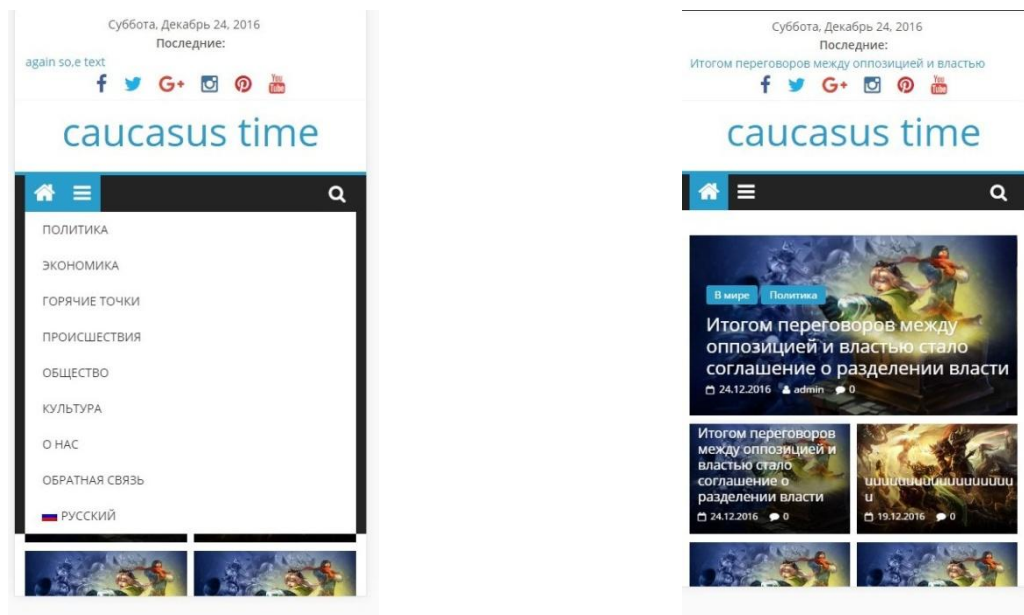 Суббота, Декабрь 24, 2016
Последние:
again so,e text
f G+ You Tube
caucasus time
ПОЛИТИКА
ЭКОНОМИКА
ГОРЯЧИЕ ТОЧКИ
ПРОИСШЕСТВИЯ
ОБЩЕСТВО
КУЛЬТУРА
О НАС
ОБРАТНАЯ СВЯЗЬ
РУССКИЙ
Суббота, Декабрь 24, 2016
Последние:
Итогом переговоров между оппозицией и властью
f G+ You Tube
caucasus time
В мире Политика
Итогом переговоров между
оппозицией и властью стало
соглашение о разделении власти
24.12.2016 admin 0
Итогом переговоров
между оппозицией и
властью стало
соглашение о
разделении власти
24.12.2016 0
19.12.2016 0